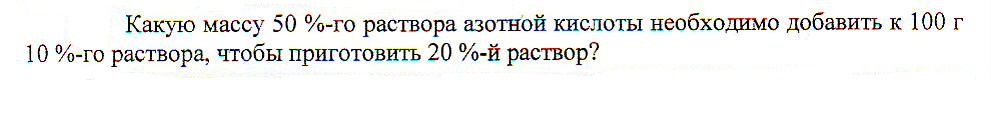 Какую массу 50 %-го раствора азотной кислоты необходимо добавить к 100 г
10 %-го раствора, чтобы приготовить 20 %-й раствор?